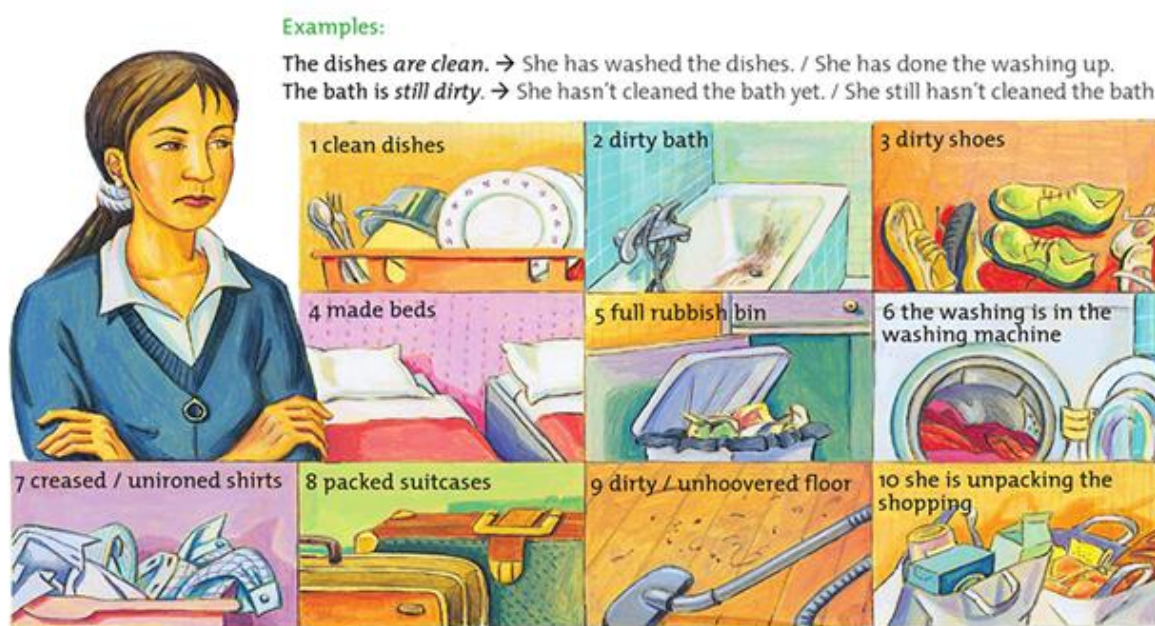 Examples:
The dishes are clean. → She has washed the dishes. / She has done the washing up.
The bath is still dirty. → She hasn't cleaned the bath yet. / She still hasn't cleaned the bath
1 clean dishes
2 dirty bath
3 dirty shoes
4 made beds
5 full rubbish bin
6 the washing is in the
washing machine
7 creased / unironed shirts
8 packed suitcases
9 dirty / unhoovered floor
10 she is unpacking the
shopping